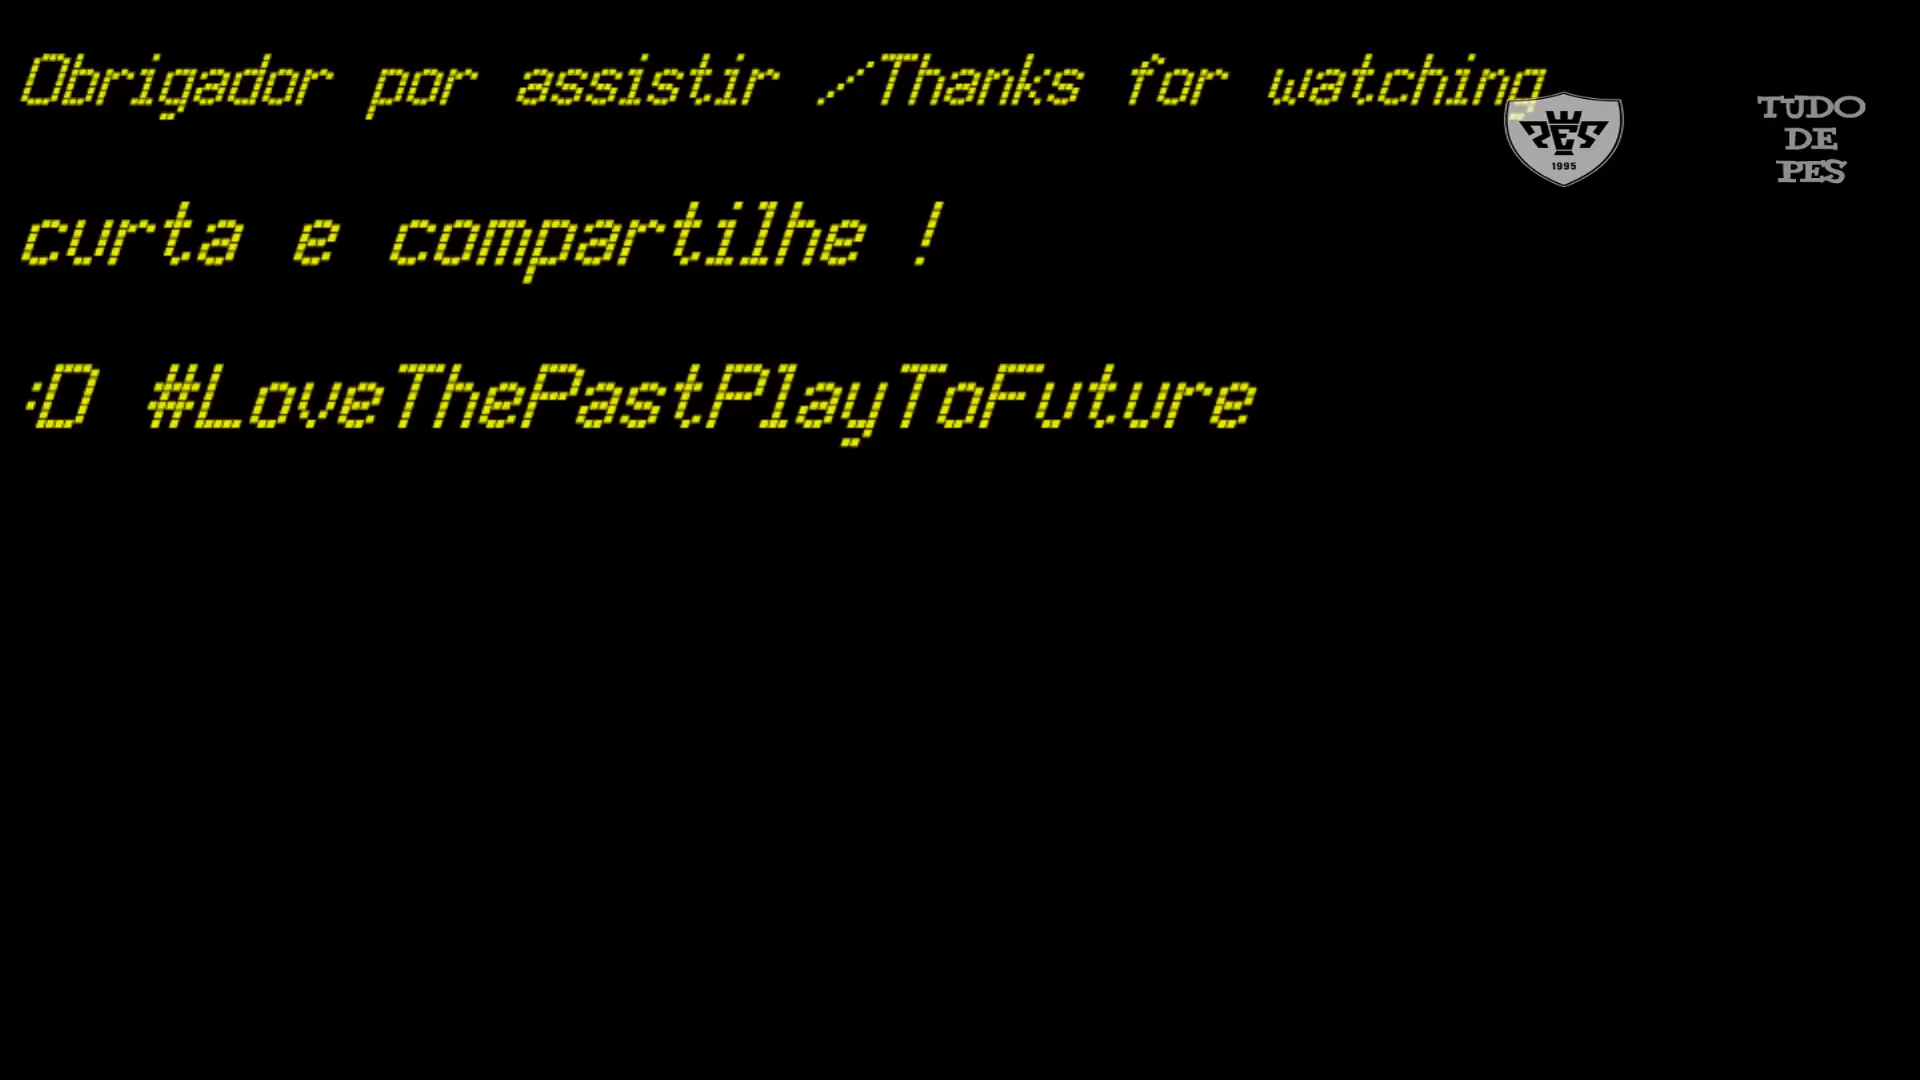 Obrigador por assistir /Thanks for watching
curta e compartilhe !
:D #LoveThePastPlayToFuture
PES
1995
TUDO
DE
PES